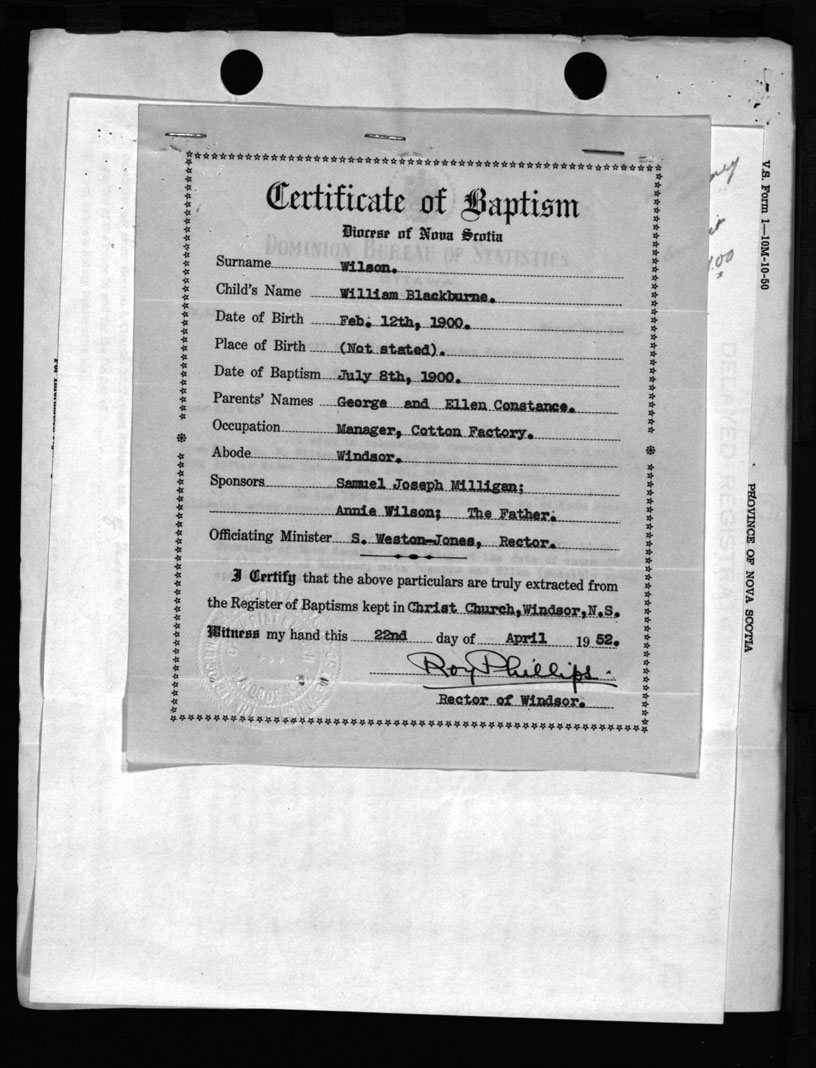 Certificate of Baptism
Diocese of Nova Scotia
DOMINION BUREAU OF STATISTICS
OTTAWA
Surname Wilson.
Child's Name William Blackburne.
Date of Birth Feb. 12th, 1900.
Place of Birth (Not stated).
Date of Baptism July 8th, 1900.
Parents' Names George and Ellen Constance.
Occupation Manager, Cotton Factory.
Abode Windsor.
Sponsors Samuel Joseph Milligan;
Annie Wilson; The Father.
Officiating Minister S. Weston-Jones, Rector.
I Certify that the above particulars are truly extracted from
the Register of Baptisms kept in Christ Church, Windsor, N.S.
Witness my hand this 22nd day of April 19 52.
Roy Phillips.
Rector of Windsor.
V.S. Form 1—10M-10-50
PROVINCE OF NOVA SCOTIA